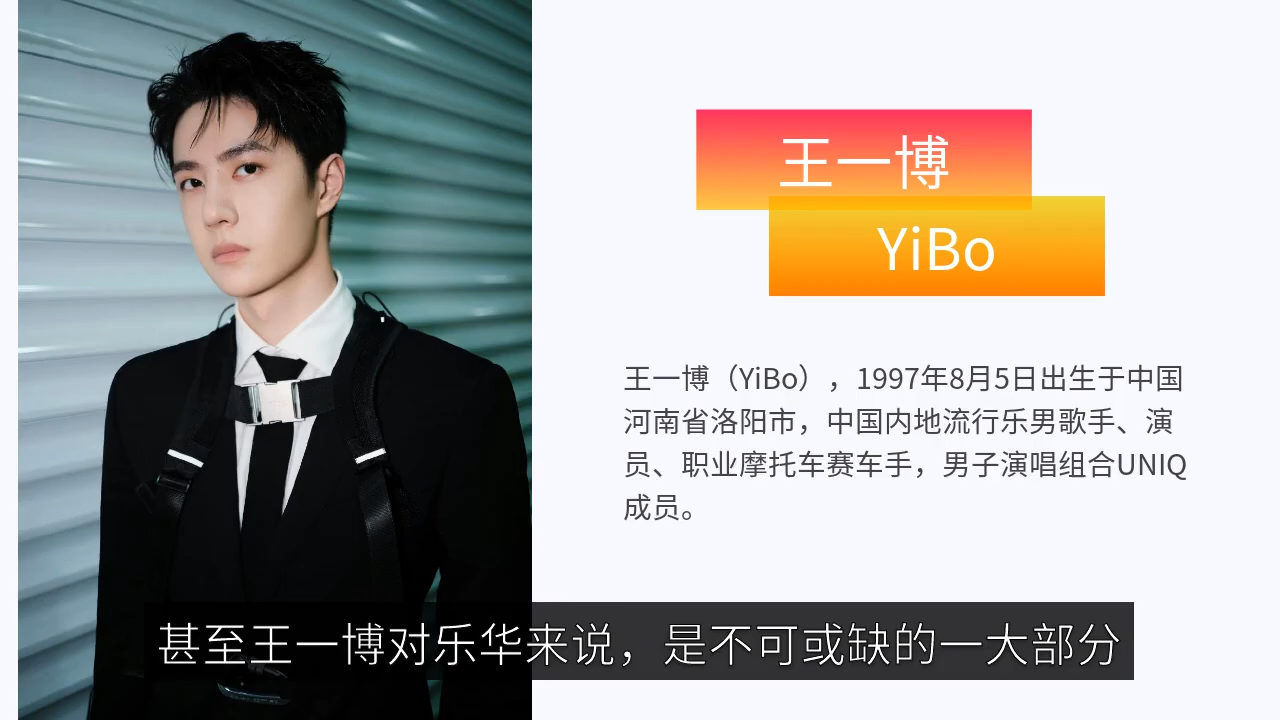 王一博
YiBo
王一博（YiBo），1997年8月5日出生于中国
河南省洛阳市，中国内地流行乐男歌手、演
员、职业摩托车赛车手，男子演唱组合UNIQ
成员。
甚至王一博对乐华来说，是不可或缺的一大部分